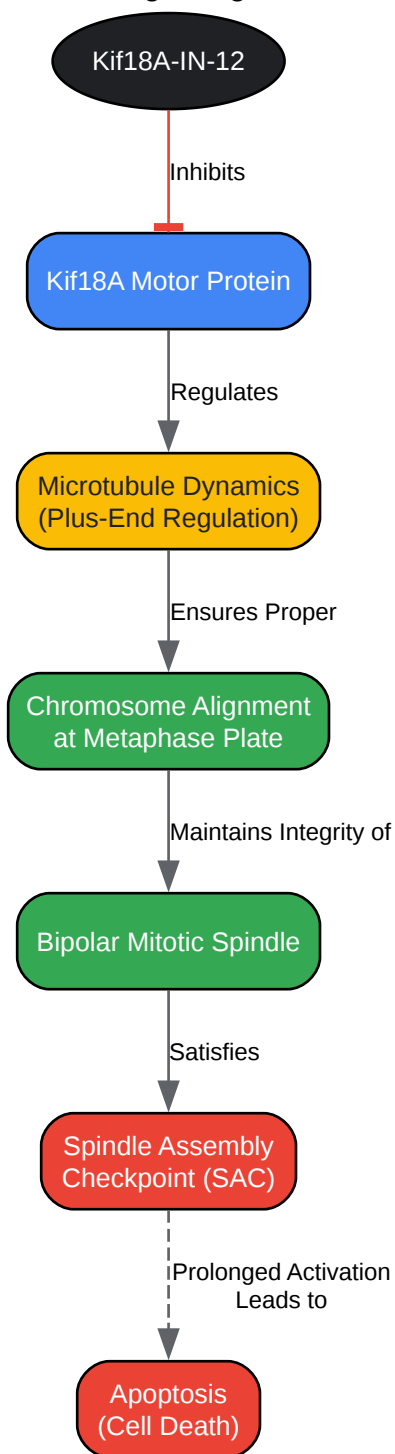 Kif18A-IN-12
Inhibits
Kif18A Motor Protein
Regulates
Microtubule Dynamics
(Plus-End Regulation)
Ensures Proper
Chromosome Alignment
at Metaphase Plate
Maintains Integrity of
Bipolar Mitotic Spindle
Satisfies
Spindle Assembly
Checkpoint (SAC)
Prolonged Activation
Leads to
Apoptosis
(Cell Death)